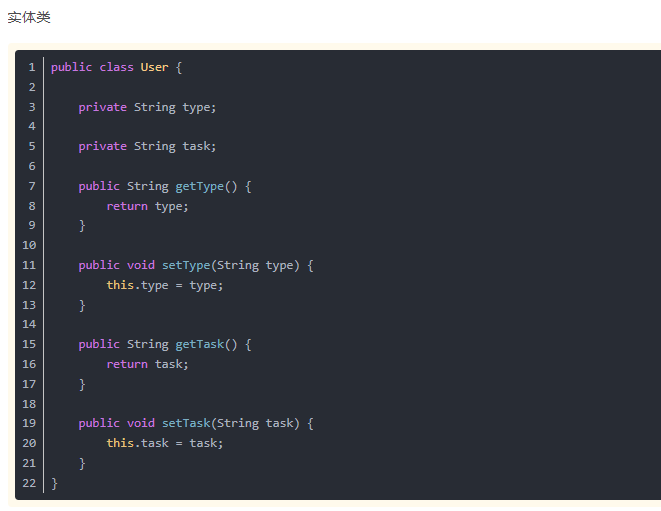 实体类
1 public class User {
2
3     private String type;
4
5     private String task;
6
7     public String getType() {
8         return type;
9     }
10
11     public void setType(String type) {
12         this.type = type;
13     }
14
15     public String getTask() {
16         return task;
17     }
18
19     public void setTask(String task) {
20         this.task = task;
21     }
22 }